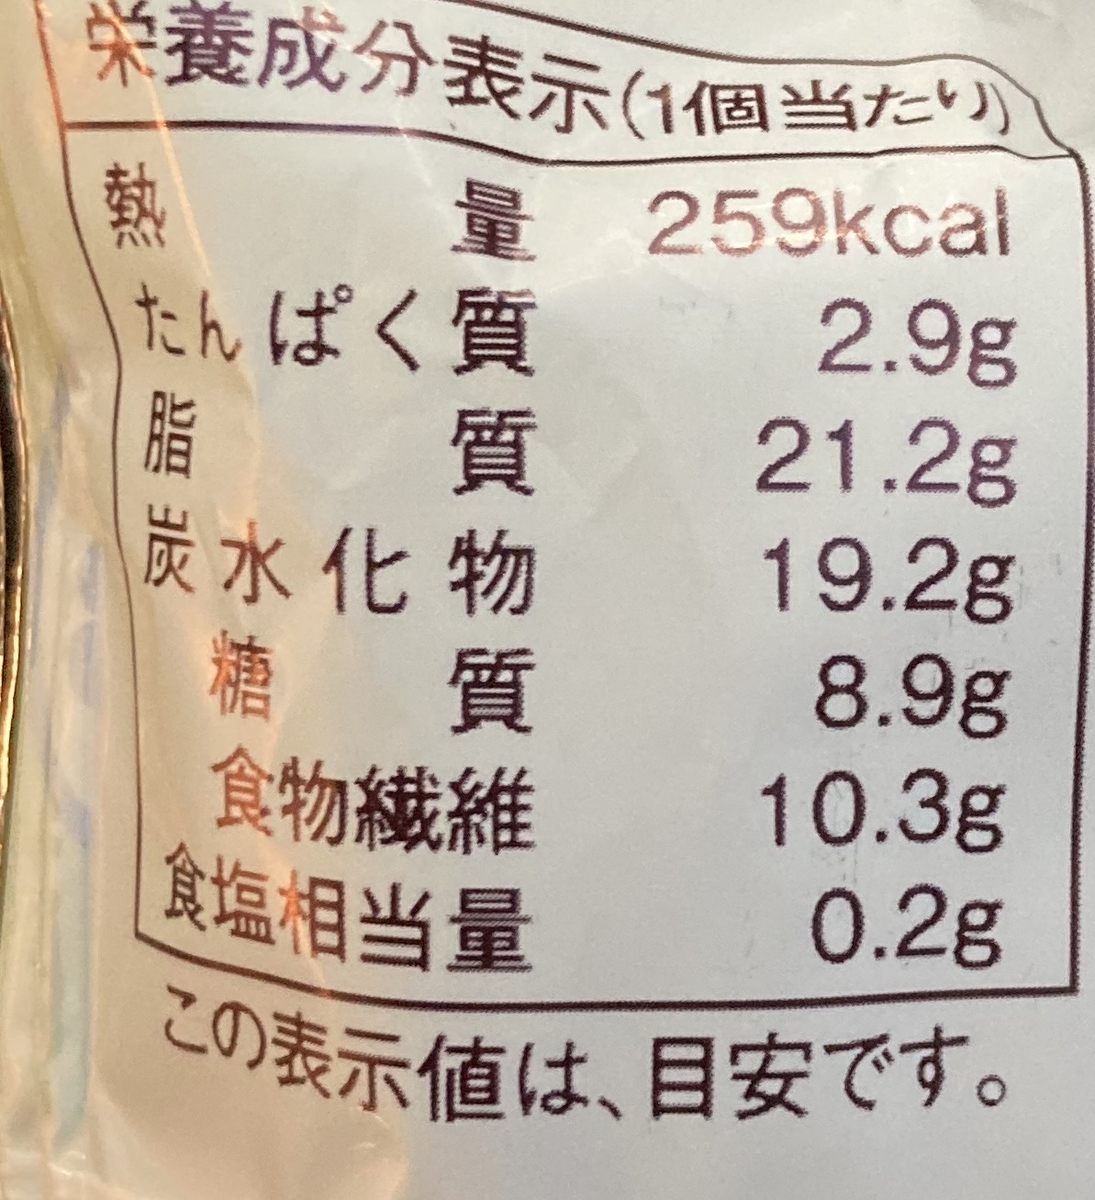 栄養成分表示(1個当たり)
熱量 259kcal
たんぱく質 2.9g
脂質 21.2g
炭水化物 19.2g
糖質 8.9g
食物繊維 10.3g
食塩相当量 0.2g
この表示値は、目安です。